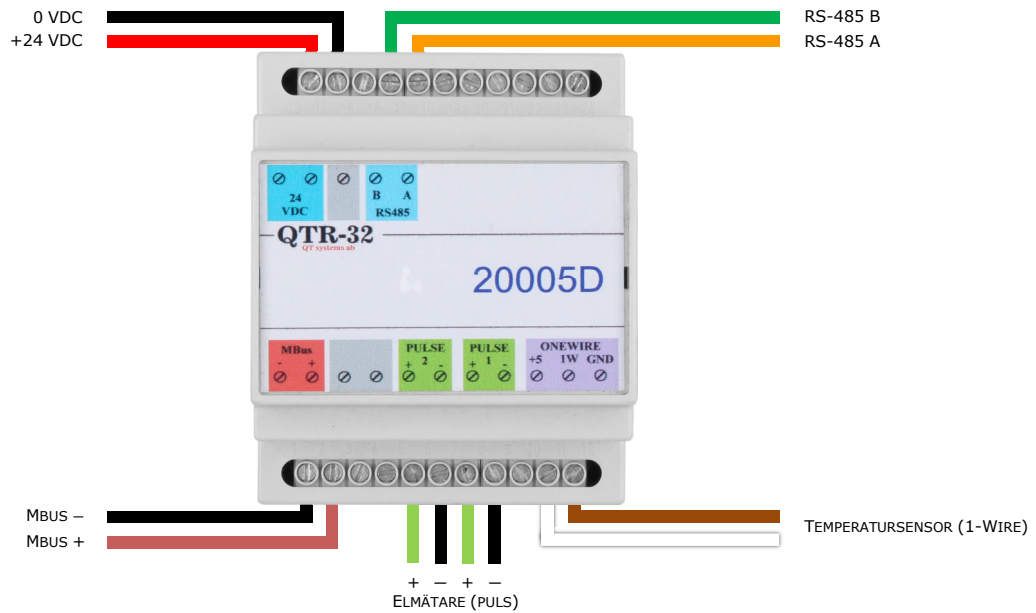 0 VDC
+24 VDC
RS-485 B
RS-485 A
24
VDC
B A
RS485
QTR-32
QT systems ab
20005D
MBus
- +
PULSE
+ 2 -
PULSE
+ 1 -
ONEWIRE
+5 1W GND
MBUS –
MBUS +
TEMPERATURSENSOR (1-WIRE)
+ – + –
ELMÄTARE (PULS)